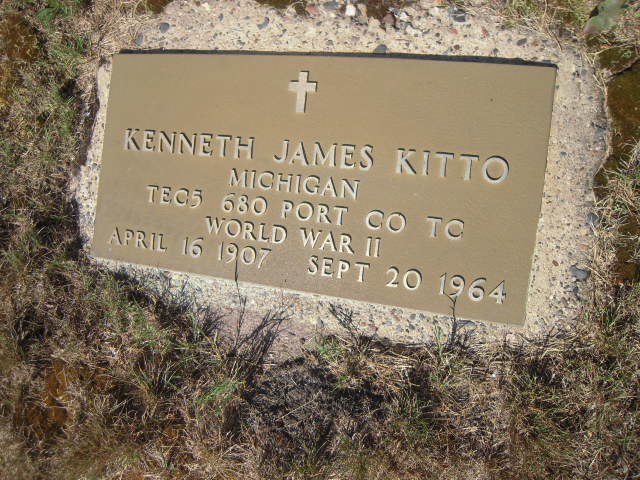 KENNETH JAMES KITTO
MICHIGAN
TEC5 680 PORT CO TC
WORLD WAR II
APRIL 16 1907 SEPT 20 1964